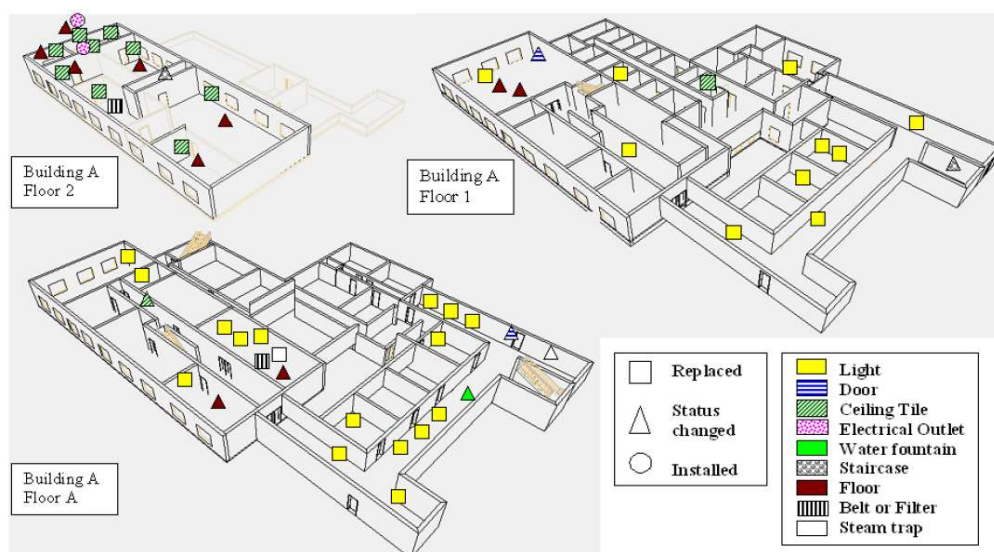 Building A
Floor 2
Building A
Floor 1
Building A
Floor A
Replaced
Status
changed
Installed
Light
Door
Ceiling Tile
Electrical Outlet
Water fountain
Staircase
Floor
Belt or Filter
Steam trap